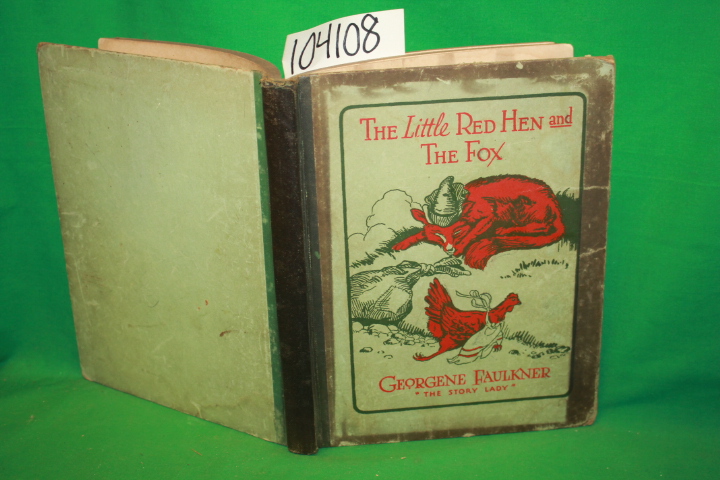 104108
THE Little RED HEN and
THE FOX
GEORGENE FAULKNER
"THE STORY LADY"